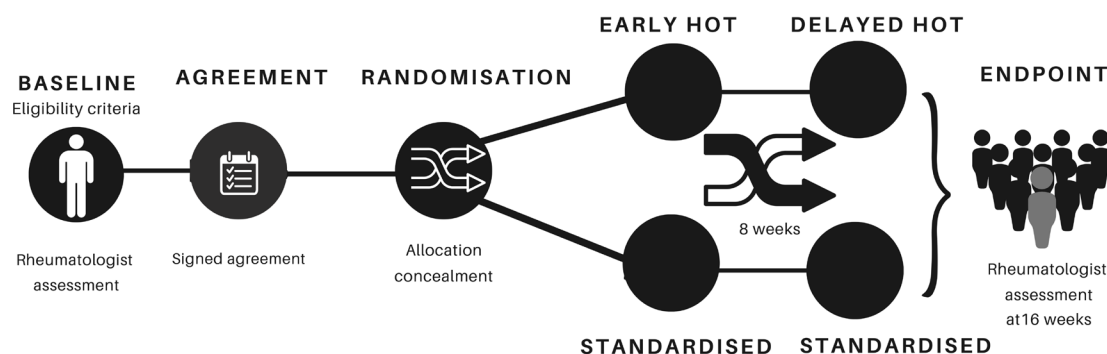 BASELINE
Eligibility criteria
Rheumatologist
assessment
AGREEMENT
Signed agreement
RANDOMISATION
Allocation
concealment
EARLY HOT
DELAYED HOT
8 weeks
STANDARDISED
STANDARDISED
ENDPOINT
Rheumatologist
assessment
at16 weeks